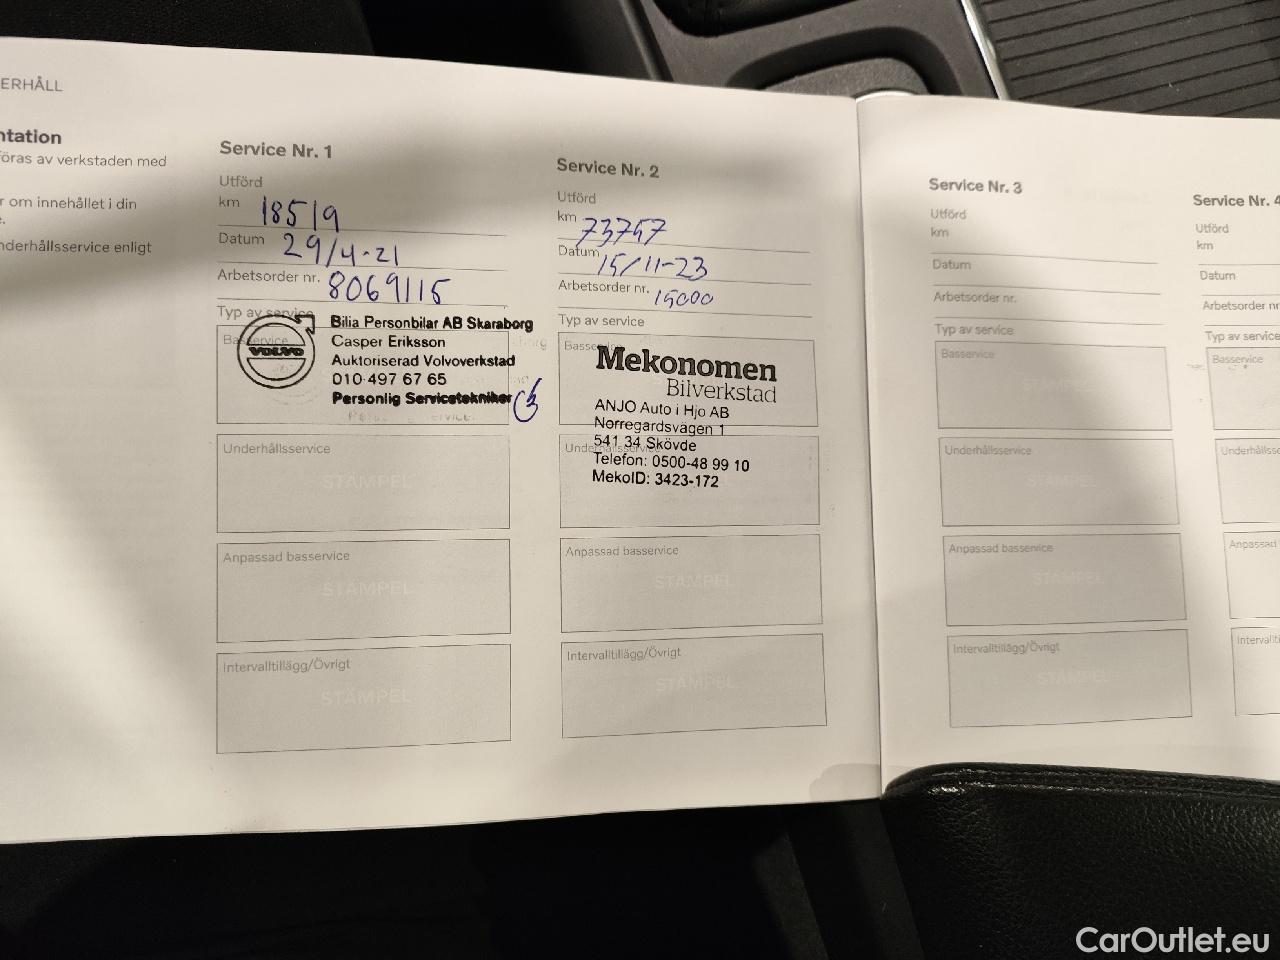 ERHÅLL
ntation
öras av verkstaden med
r om innehållet i din
e.
nderhållsservice enligt
Service Nr. 1
Utförd
km 18519
Datum 29/4-21
Arbetsorder nr. 8069115
Typ av service
VOLVO
Bilia Personbilar AB Skaraborg
Casper Eriksson
Auktoriserad Volvoverkstad
010-497 67 65
Personlig Servicetekniker
Underhållsservice
STÄMPEL
Anpassad basservice
STÄMPEL
Intervalltillägg/Övrigt
STÄMPEL
Service Nr. 2
Utförd
km 73747
Datum 15/11-23
Arbetsorder nr. 15000
Typ av service
Basservice
Mekonomen
Bilverkstad
ANJO Auto i Hjo AB
Norregardsvägen 1
541 34 Skövde
Telefon: 0500-48 99 10
MekoID: 3423-172
Underhållsservice
Anpassad basservice
STÄMPEL
Intervalltillägg/Övrigt
STÄMPEL
Service Nr. 3
Utförd
km
Datum
Arbetsorder nr.
Typ av service
Basservice
STÄMPEL
Underhållsservice
STÄMPEL
Anpassad basservice
STÄMPEL
Intervalltillägg/Övrigt
STÄMPEL
Service Nr. 4
Utförd
km
Datum
Arbetsorder nr
Typ av service
Basservice
Underhållsse
Anpassad
Intervallti
CarOutlet.eu